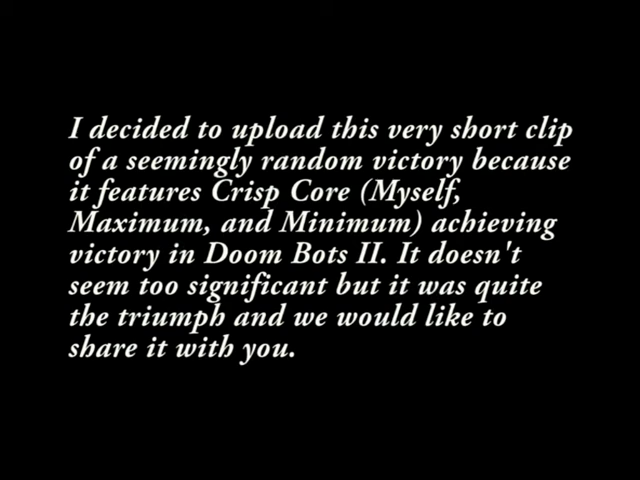 I decided to upload this very short clip
of a seemingly random victory because
it features Crisp Core (Myself,
Maximum, and Minimum) achieving
victory in Doom Bots II. It doesn't
seem too significant but it was quite
the triumph and we would like to
share it with you.